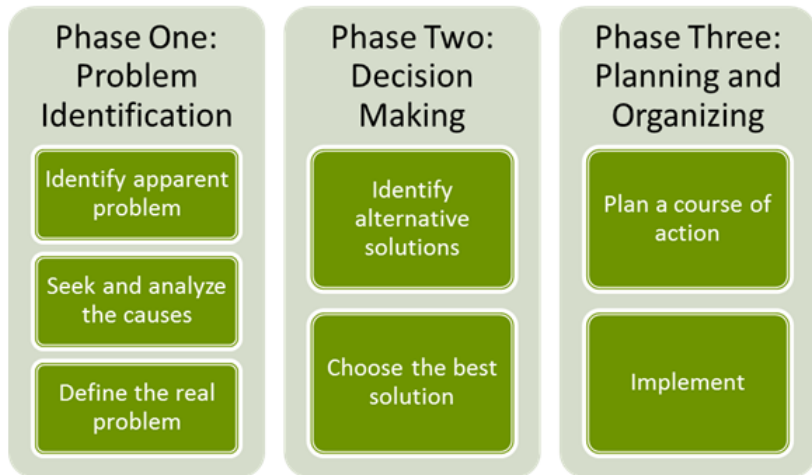 Phase One:
Problem
Identification
Identify apparent
problem
Seek and analyze
the causes
Define the real
problem
Phase Two:
Decision
Making
Identify
alternative
solutions
Choose the best
solution
Phase Three:
Planning and
Organizing
Plan a course of
action
Implement